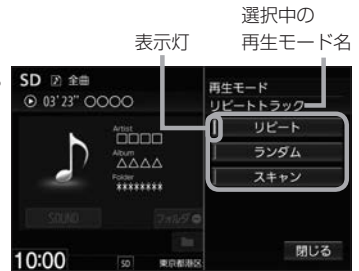 選択中の
表示灯
再生モード名
SD 全曲
03'23" ○○○○
再生モード
リピートトラック
Artist
□□□□
Album
△△△△
Folder
********
リピート
ランダム
スキャン
SOUND
フォルダ
10:00
SD
東京都港区
閉じる